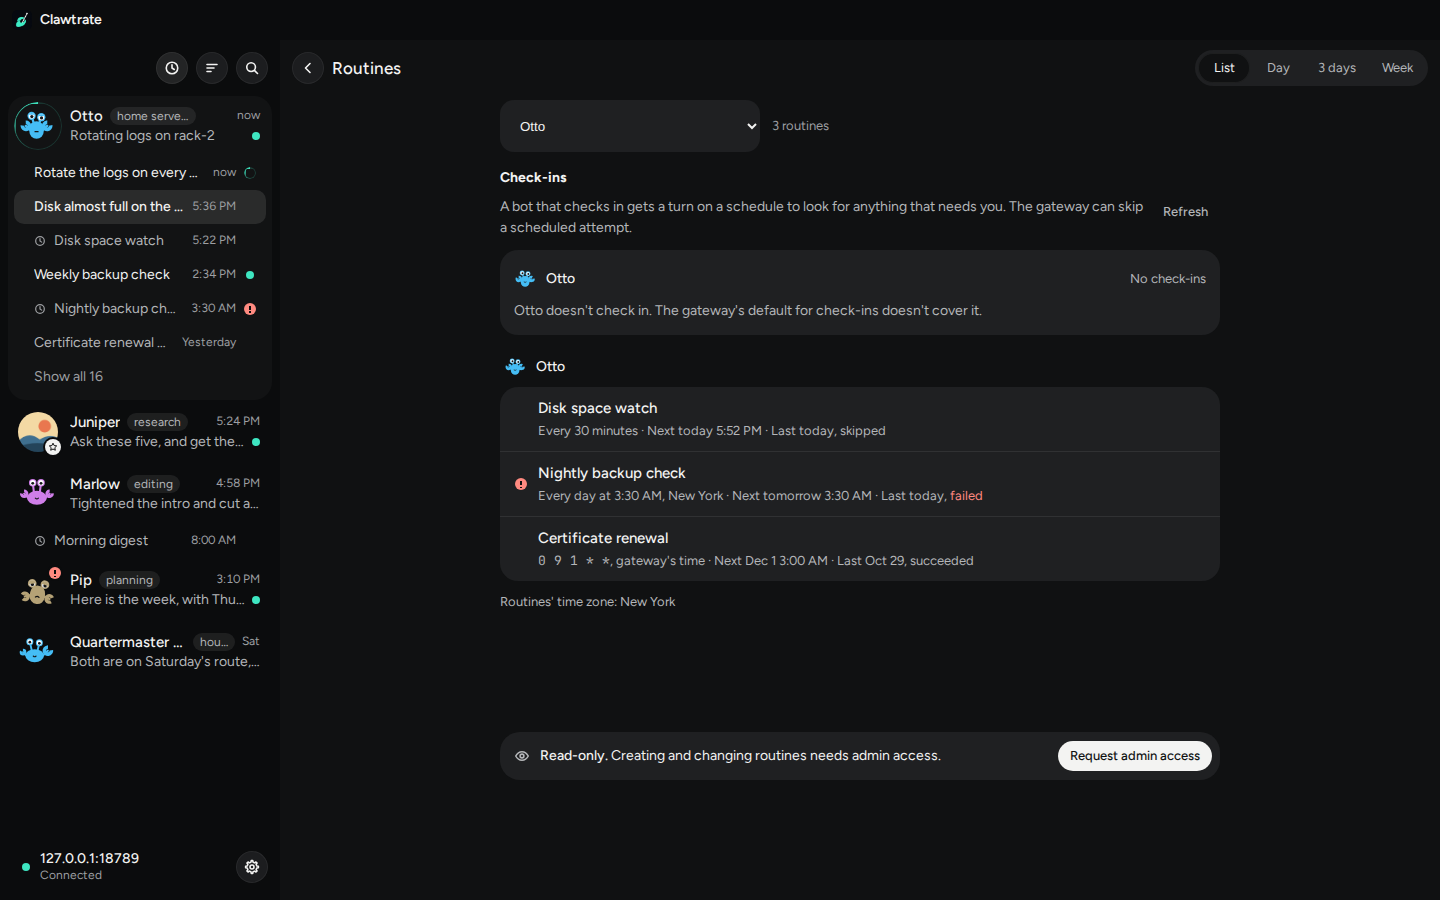 Clawtrate
Routines
List
Day
3 days
Week
Otto
home serve...
now
Rotating logs on rack-2
Rotate the logs on every ...
now
Disk almost full on the ...
5:36 PM
Disk space watch
5:22 PM
Weekly backup check
2:34 PM
Nightly backup ch...
3:30 AM
Certificate renewal ...
Yesterday
Show all 16
Juniper
research
5:24 PM
Ask these five, and get the...
Marlow
editing
4:58 PM
Tightened the intro and cut a...
Morning digest
8:00 AM
Pip
planning
3:10 PM
Here is the week, with Thu...
Quartermaster ...
hou...
Sat
Both are on Saturday's route,...
127.0.0.1:18789
Connected
Otto
3 routines
Check-ins
A bot that checks in gets a turn on a schedule to look for anything that needs you. The gateway can skip
a scheduled attempt.
Refresh
Otto
No check-ins
Otto doesn't check in. The gateway's default for check-ins doesn't cover it.
Otto
Disk space watch
Every 30 minutes · Next today 5:52 PM · Last today, skipped
Nightly backup check
Every day at 3:30 AM, New York · Next tomorrow 3:30 AM · Last today, failed
Certificate renewal
0 9 1 * *, gateway's time · Next Dec 1 3:00 AM · Last Oct 29, succeeded
Routines' time zone: New York
Read-only. Creating and changing routines needs admin access.
Request admin access